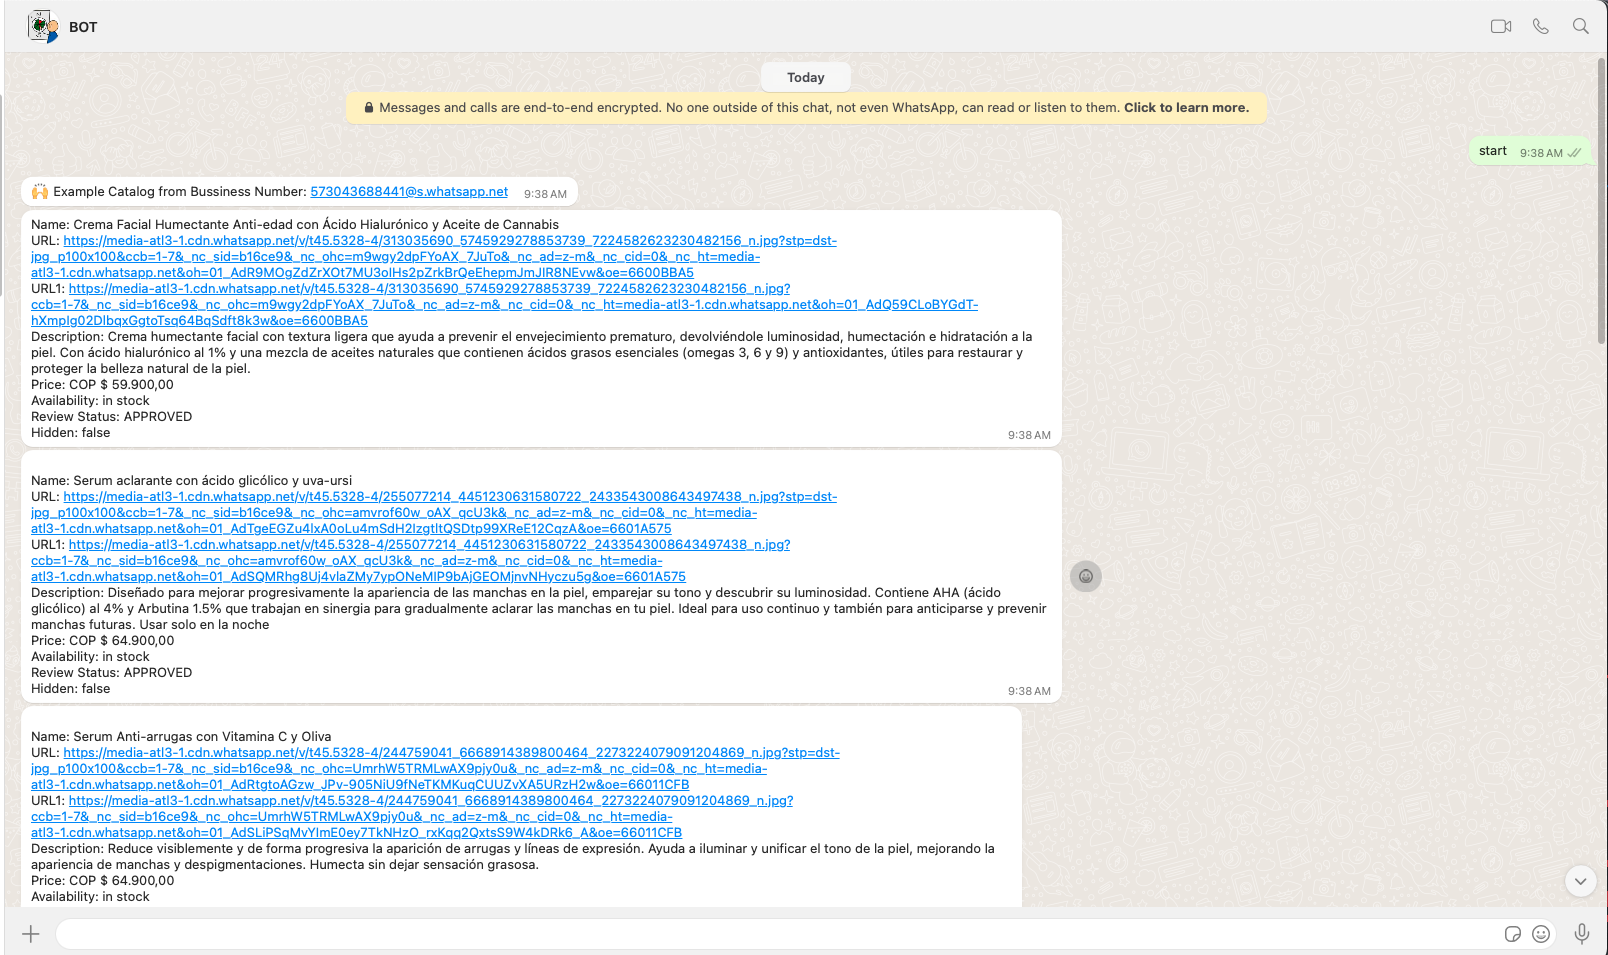 BOT
Today
Messages and calls are end-to-end encrypted. No one outside of this chat, not even WhatsApp, can read or listen to them. Click to learn more.
start 9:38 AM
🙌 Example Catalog from Bussiness Number: 573043688441@s.whatsapp.net 9:38 AM
Name: Crema Facial Humectante Anti-edad con Ácido Hialurónico y Aceite de Cannabis
URL: https://media-atl3-1.cdn.whatsapp.net/v/t45.5328-4/313035690_5745929278853739_7224582623230482156_n.jpg?stp=dst-
jpg_p100x100&ccb=1-7&_nc_sid=b16ce9&_nc_ohc=m9wgy2dpFYoAX_7JuTo&_nc_ad=z-m&_nc_cid=0&_nc_ht=media-
atl3-1.cdn.whatsapp.net&oh=01_AdR9MOgZdZrXOt7MU3oIHs2pZrkBrQeEhepmJmJIR8NEvw&oe=6600BBA5
URL1: https://media-atl3-1.cdn.whatsapp.net/v/t45.5328-4/313035690_5745929278853739_7224582623230482156_n.jpg?
ccb=1-7&_nc_sid=b16ce9&_nc_ohc=m9wgy2dpFYoAX_7JuTo&_nc_ad=z-m&_nc_cid=0&_nc_ht=media-atl3-1.cdn.whatsapp.net&oh=01_AdQ59CLoBYGdT-
hXmpIg02DIbqxGgtoTsq64BqSdft8k3w&oe=6600BBA5
Description: Crema humectante facial con textura ligera que ayuda a prevenir el envejecimiento prematuro, devolviéndole luminosidad, humectación e hidratación a la
piel. Con ácido hialurónico al 1% y una mezcla de aceites naturales que contienen ácidos grasos esenciales (omegas 3, 6 y 9) y antioxidantes, útiles para restaurar y
proteger la belleza natural de la piel.
Price: COP $ 59.900,00
Availability: in stock
Review Status: APPROVED
Hidden: false
9:38 AM
Name: Serum aclarante con ácido glicólico y uva-ursi
URL: https://media-atl3-1.cdn.whatsapp.net/v/t45.5328-4/255077214_4451230631580722_2433543008643497438_n.jpg?stp=dst-
jpg_p100x100&ccb=1-7&_nc_sid=b16ce9&_nc_ohc=amvrof60w_oAX_qcU3k&_nc_ad=z-m&_nc_cid=0&_nc_ht=media-
atl3-1.cdn.whatsapp.net&oh=01_AdTgeEGZu4IxA0oLu4mSdH2IzgtItQSDtp99XReE12CqzA&oe=6601A575
URL1: https://media-atl3-1.cdn.whatsapp.net/v/t45.5328-4/255077214_4451230631580722_2433543008643497438_n.jpg?
ccb=1-7&_nc_sid=b16ce9&_nc_ohc=amvrof60w_oAX_qcU3k&_nc_ad=z-m&_nc_cid=0&_nc_ht=media-
atl3-1.cdn.whatsapp.net&oh=01_AdSQMRhg8Uj4vlaZMy7ypONeMIP9bAjGEOMjnvNHyczu5g&oe=6601A575
Description: Diseñado para mejorar progresivamente la apariencia de las manchas en la piel, emparejar su tono y descubrir su luminosidad. Contiene AHA (ácido
glicólico) al 4% y Arbutina 1.5% que trabajan en sinergia para gradualmente aclarar las manchas en tu piel. Ideal para uso continuo y también para anticiparse y prevenir
manchas futuras. Usar solo en la noche
Price: COP $ 64.900,00
Availability: in stock
Review Status: APPROVED
Hidden: false
9:38 AM
Name: Serum Anti-arrugas con Vitamina C y Oliva
URL: https://media-atl3-1.cdn.whatsapp.net/v/t45.5328-4/244759041_6668914389800464_2273224079091204869_n.jpg?stp=dst-
jpg_p100x100&ccb=1-7&_nc_sid=b16ce9&_nc_ohc=UmrhW5TRMLwAX9pjy0u&_nc_ad=z-m&_nc_cid=0&_nc_ht=media-
atl3-1.cdn.whatsapp.net&oh=01_AdRtgtoAGzw_JPv-905NiU9fNeTKMKuqCUUZvXA5URzH2w&oe=66011CFB
URL1: https://media-atl3-1.cdn.whatsapp.net/v/t45.5328-4/244759041_6668914389800464_2273224079091204869_n.jpg?
ccb=1-7&_nc_sid=b16ce9&_nc_ohc=UmrhW5TRMLwAX9pjy0u&_nc_ad=z-m&_nc_cid=0&_nc_ht=media-
atl3-1.cdn.whatsapp.net&oh=01_AdSLiPSqMvYlmE0ey7TkNHzO_rxKqq2QxtsS9W4kDRk6_A&oe=66011CFB
Description: Reduce visiblemente y de forma progresiva la aparición de arrugas y líneas de expresión. Ayuda a iluminar y unificar el tono de la piel, mejorando la
apariencia de manchas y despigmentaciones. Humecta sin dejar sensación grasosa.
Price: COP $ 64.900,00
Availability: in stock